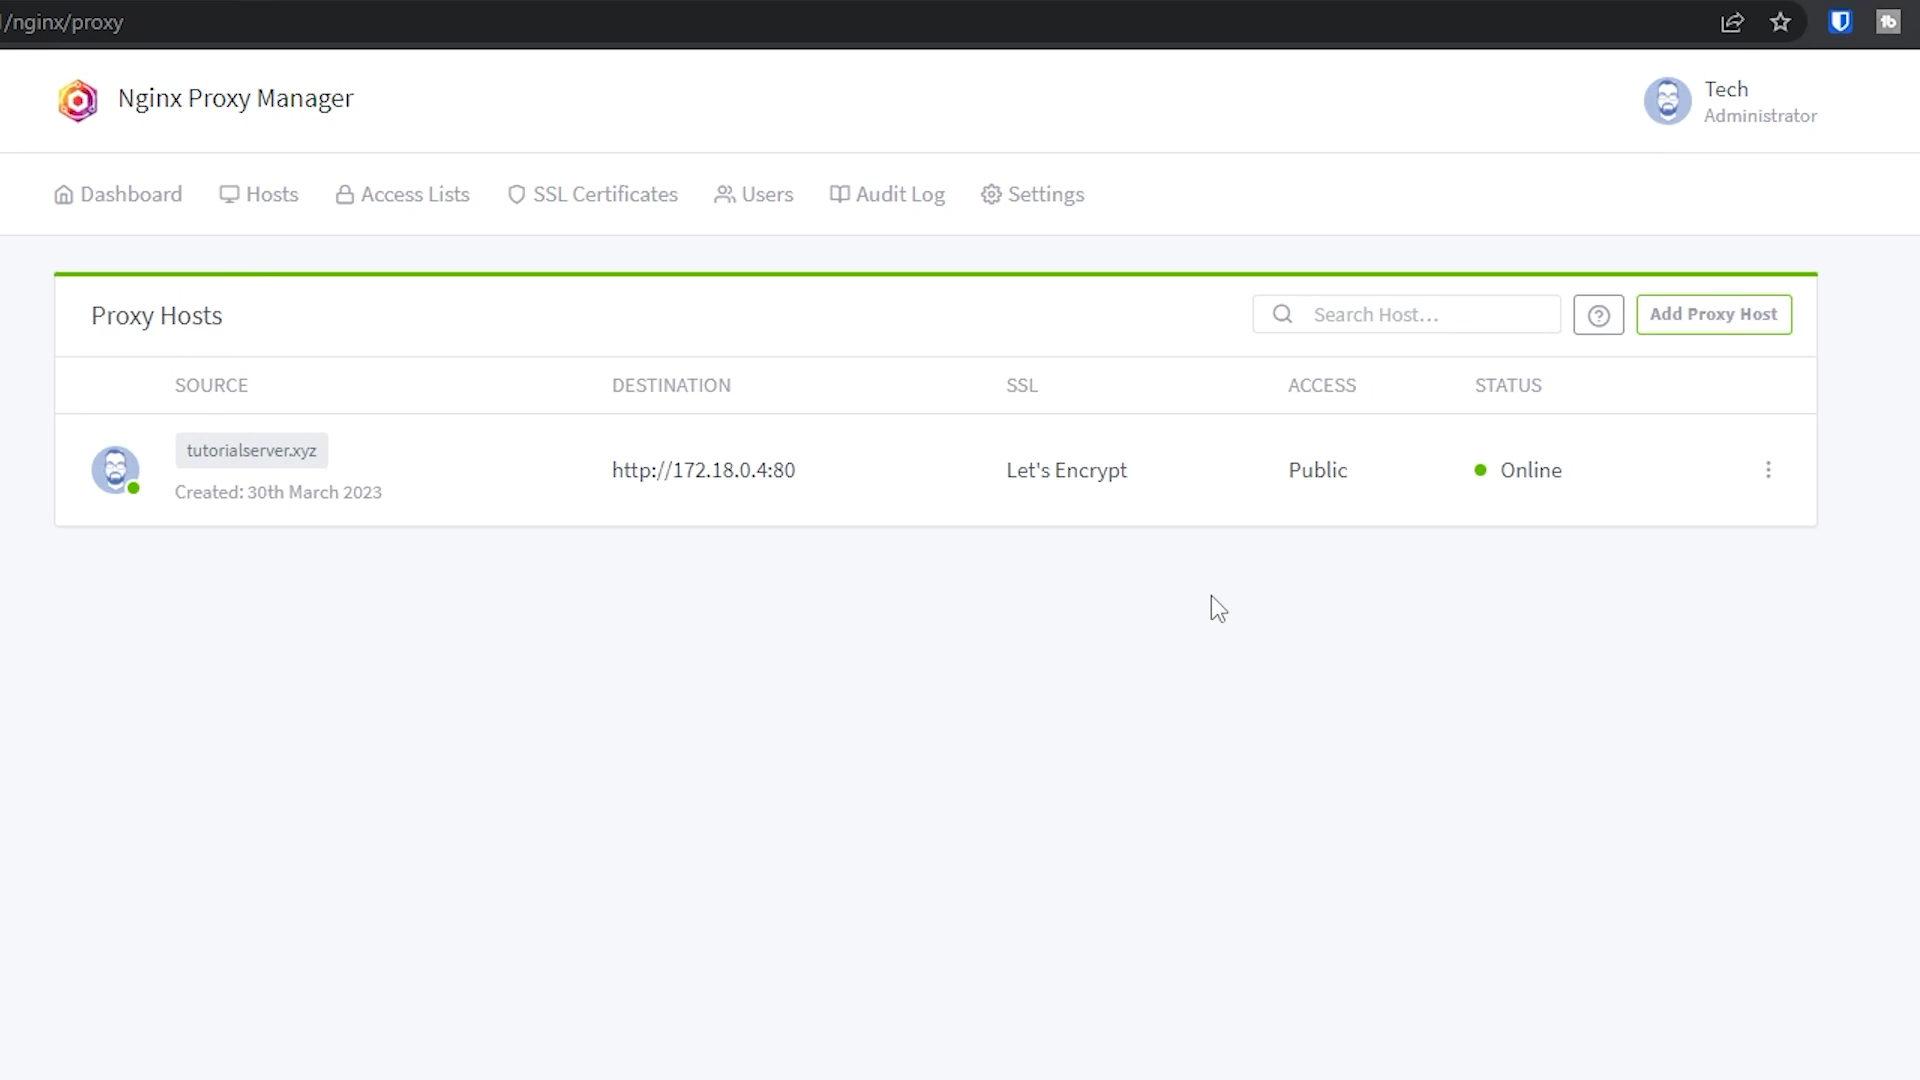 /nginx/proxy
Nginx Proxy Manager
Tech
Administrator
Dashboard Hosts Access Lists SSL Certificates Users Audit Log Settings
Proxy Hosts Search Host... Add Proxy Host
SOURCE DESTINATION SSL ACCESS STATUS
tutorialserver.xyz
http://172.18.0.4:80 Let's Encrypt Public Online
Created: 30th March 2023